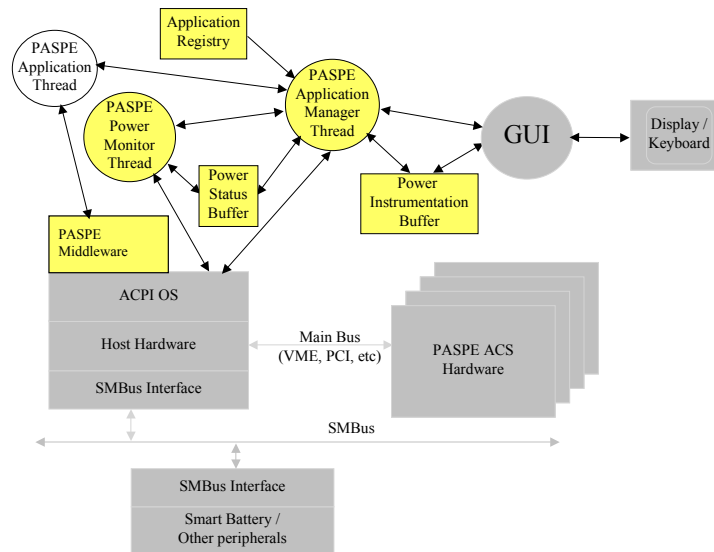 Application
Registry
PASPE
Application
Thread
PASPE
Application
Manager
Thread
PASPE
Power
Monitor
Thread
GUI
Display /
Keyboard
Power
Status
Buffer
Power
Instrumentation
Buffer
PASPE
Middleware
ACPI OS
Host Hardware
SMBus Interface
Main Bus
(VME, PCI, etc)
PASPE ACS
Hardware
SMBus
SMBus Interface
Smart Battery /
Other peripherals